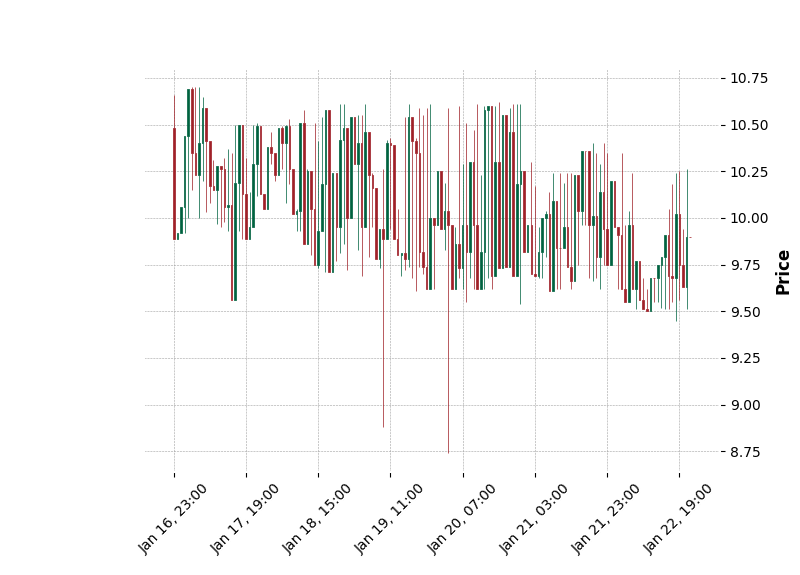 10.75
10.50
10.25
10.00
9.75
9.50
9.25
9.00
8.75
Price
Jan 16, 23:00
Jan 17, 19:00
Jan 18, 15:00
Jan 19, 11:00
Jan 20, 07:00
Jan 21, 03:00
Jan 21, 23:00
Jan 22, 19:00